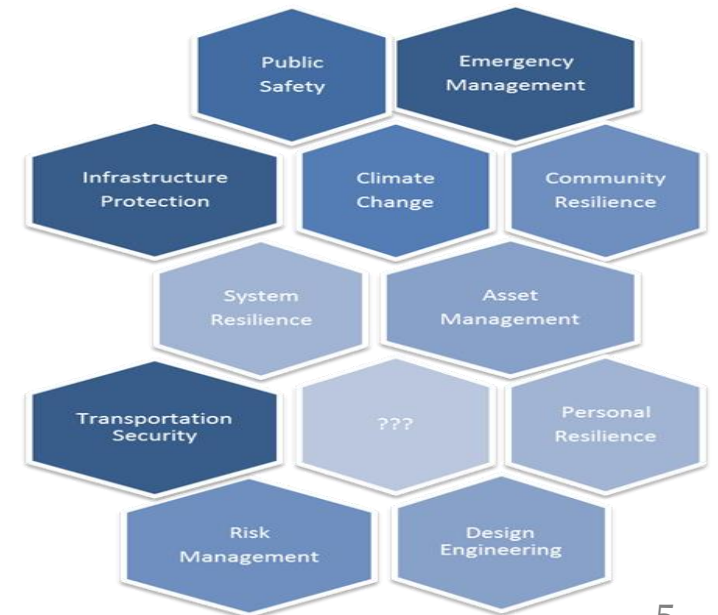 Public
Safety
Emergency
Management
Infrastructure
Protection
Climate
Change
Community
Resilience
System
Resilience
Asset
Management
Transportation
Security
???
Personal
Resilience
Risk
Management
Design
Engineering
5